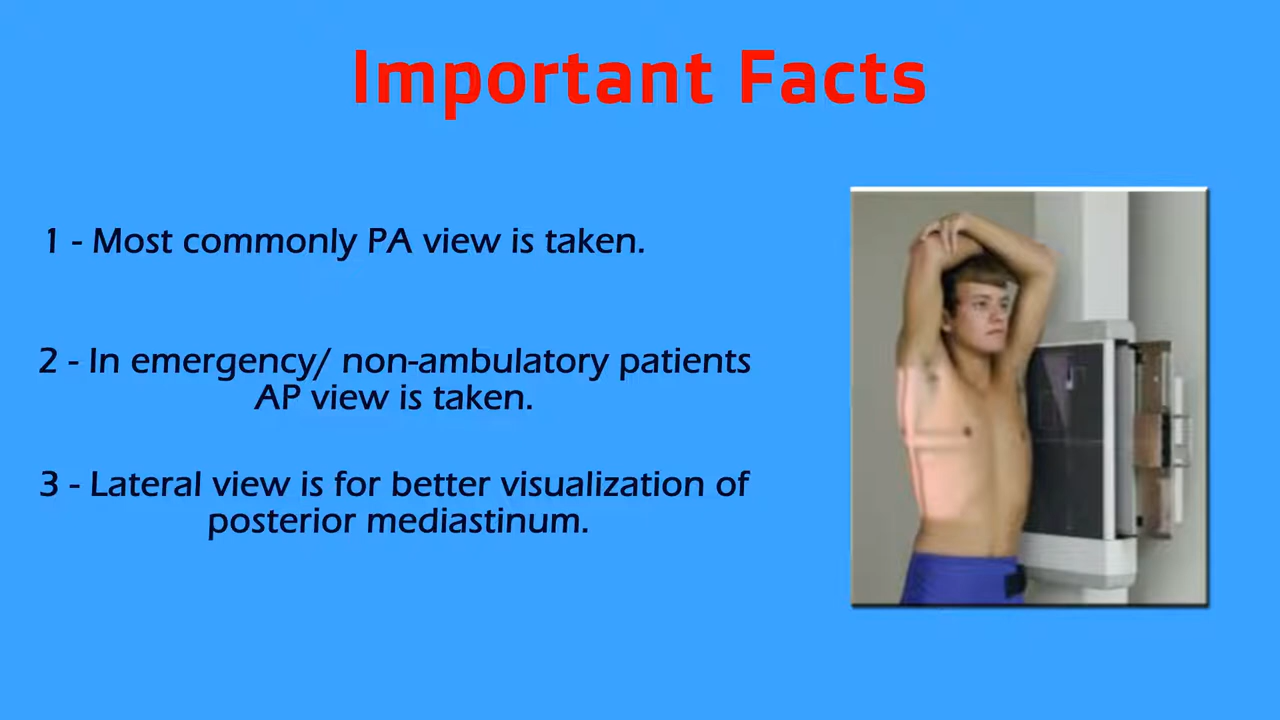 Important Facts
1 - Most commonly PA view is taken.
2 - In emergency/ non-ambulatory patients
AP view is taken.
3 - Lateral view is for better visualization of
posterior mediastinum.